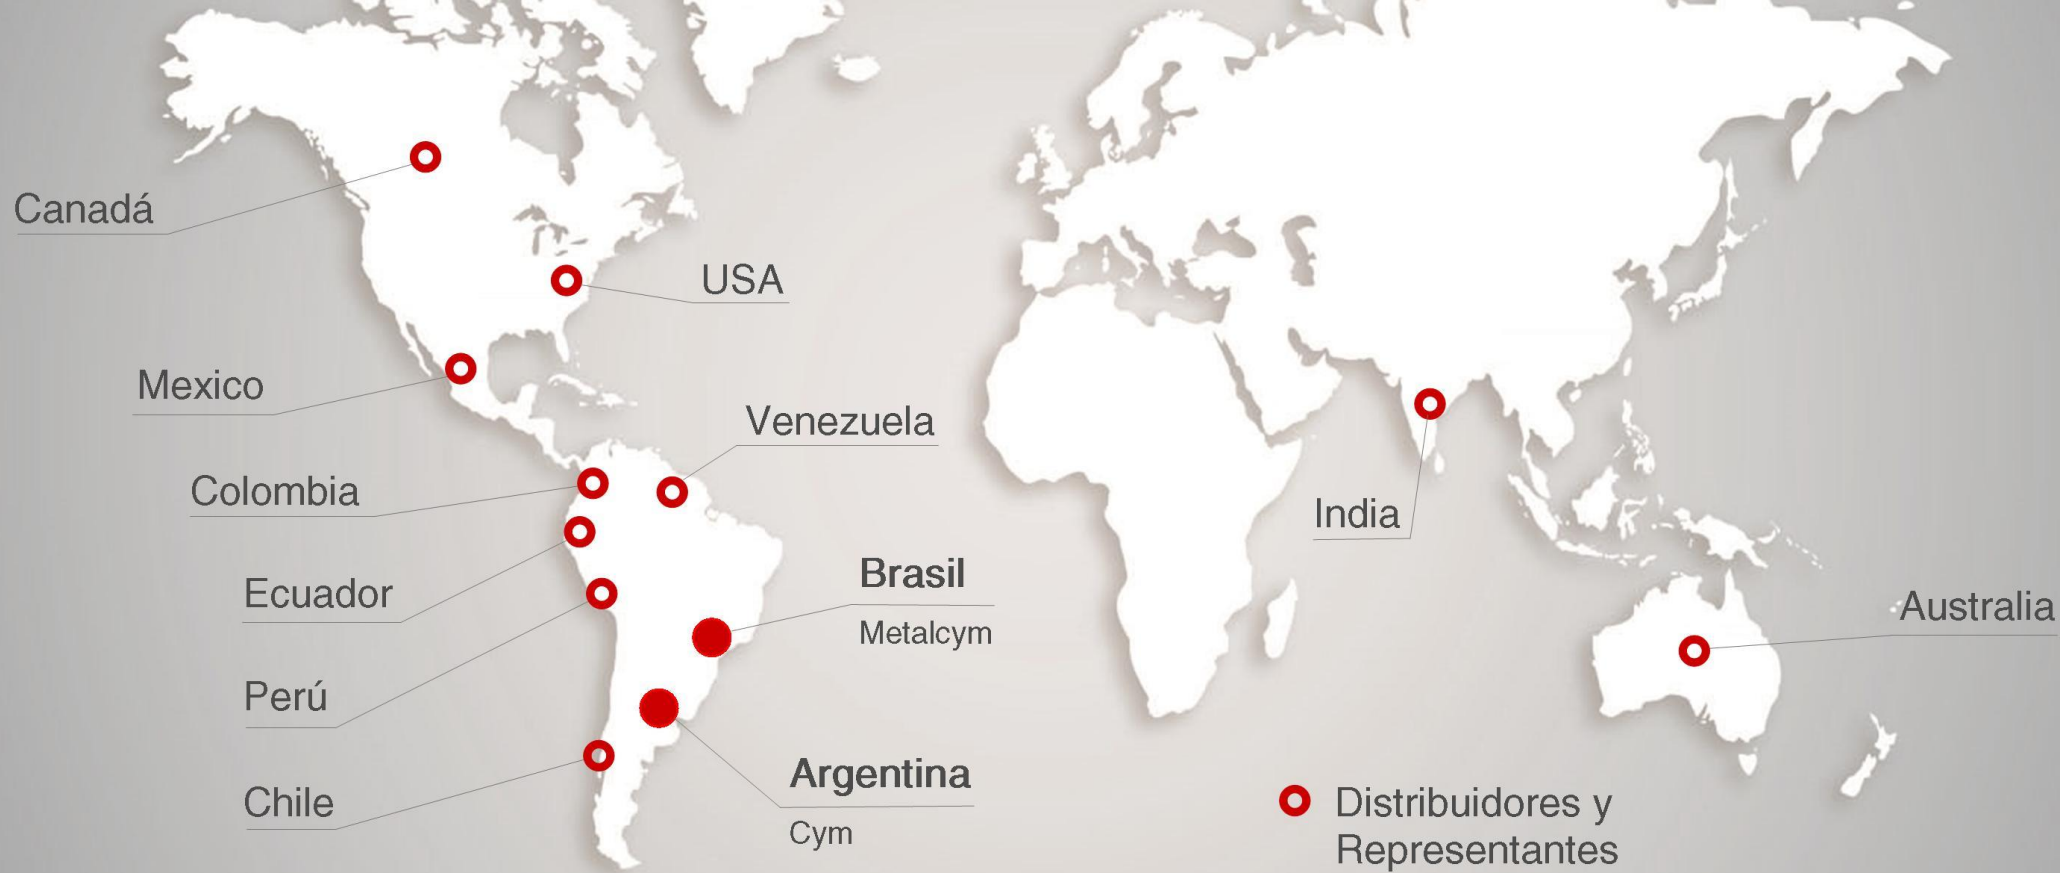 Canadá
USA
Mexico
Venezuela
Colombia
India
Brasil
Metalcym
Ecuador
Australia
Perú
Argentina
Cym
Chile
Distribuidores y
Representantes